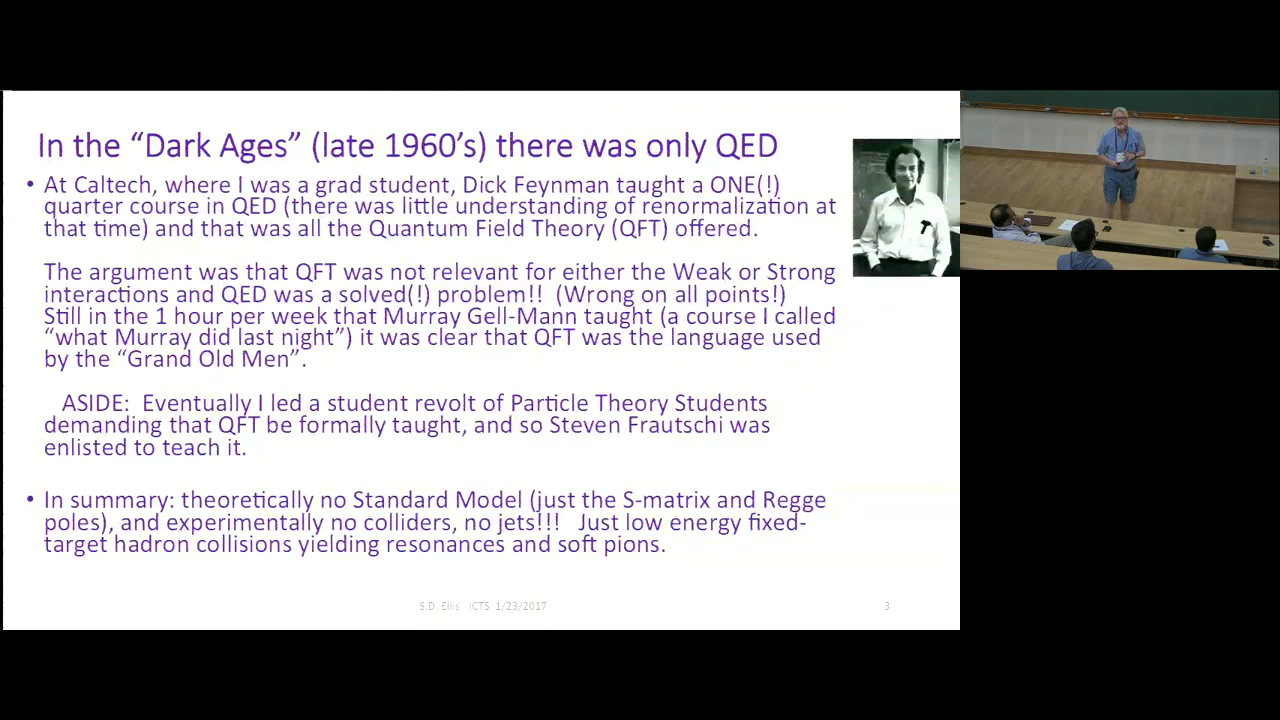 In the “Dark Ages” (late 1960’s) there was only QED
• At Caltech, where I was a grad student, Dick Feynman taught a ONE(!)
quarter course in QED (there was little understanding of renormalization at
that time) and that was all the Quantum Field Theory (QFT) offered.
The argument was that QFT was not relevant for either the Weak or Strong
interactions and QED was a solved(!) problem!! (Wrong on all points!)
Still in the 1 hour per week that Murray Gell-Mann taught (a course I called
“what Murray did last night”) it was clear that QFT was the language used
by the “Grand Old Men”.
ASIDE: Eventually I led a student revolt of Particle Theory Students
demanding that QFT be formally taught, and so Steven Frautschi was
enlisted to teach it.
• In summary: theoretically no Standard Model (just the S-matrix and Regge
poles), and experimentally no colliders, no jets!!! Just low energy fixed-
target hadron collisions yielding resonances and soft pions.
S.D. Ellis ICTS 1/23/2017
3